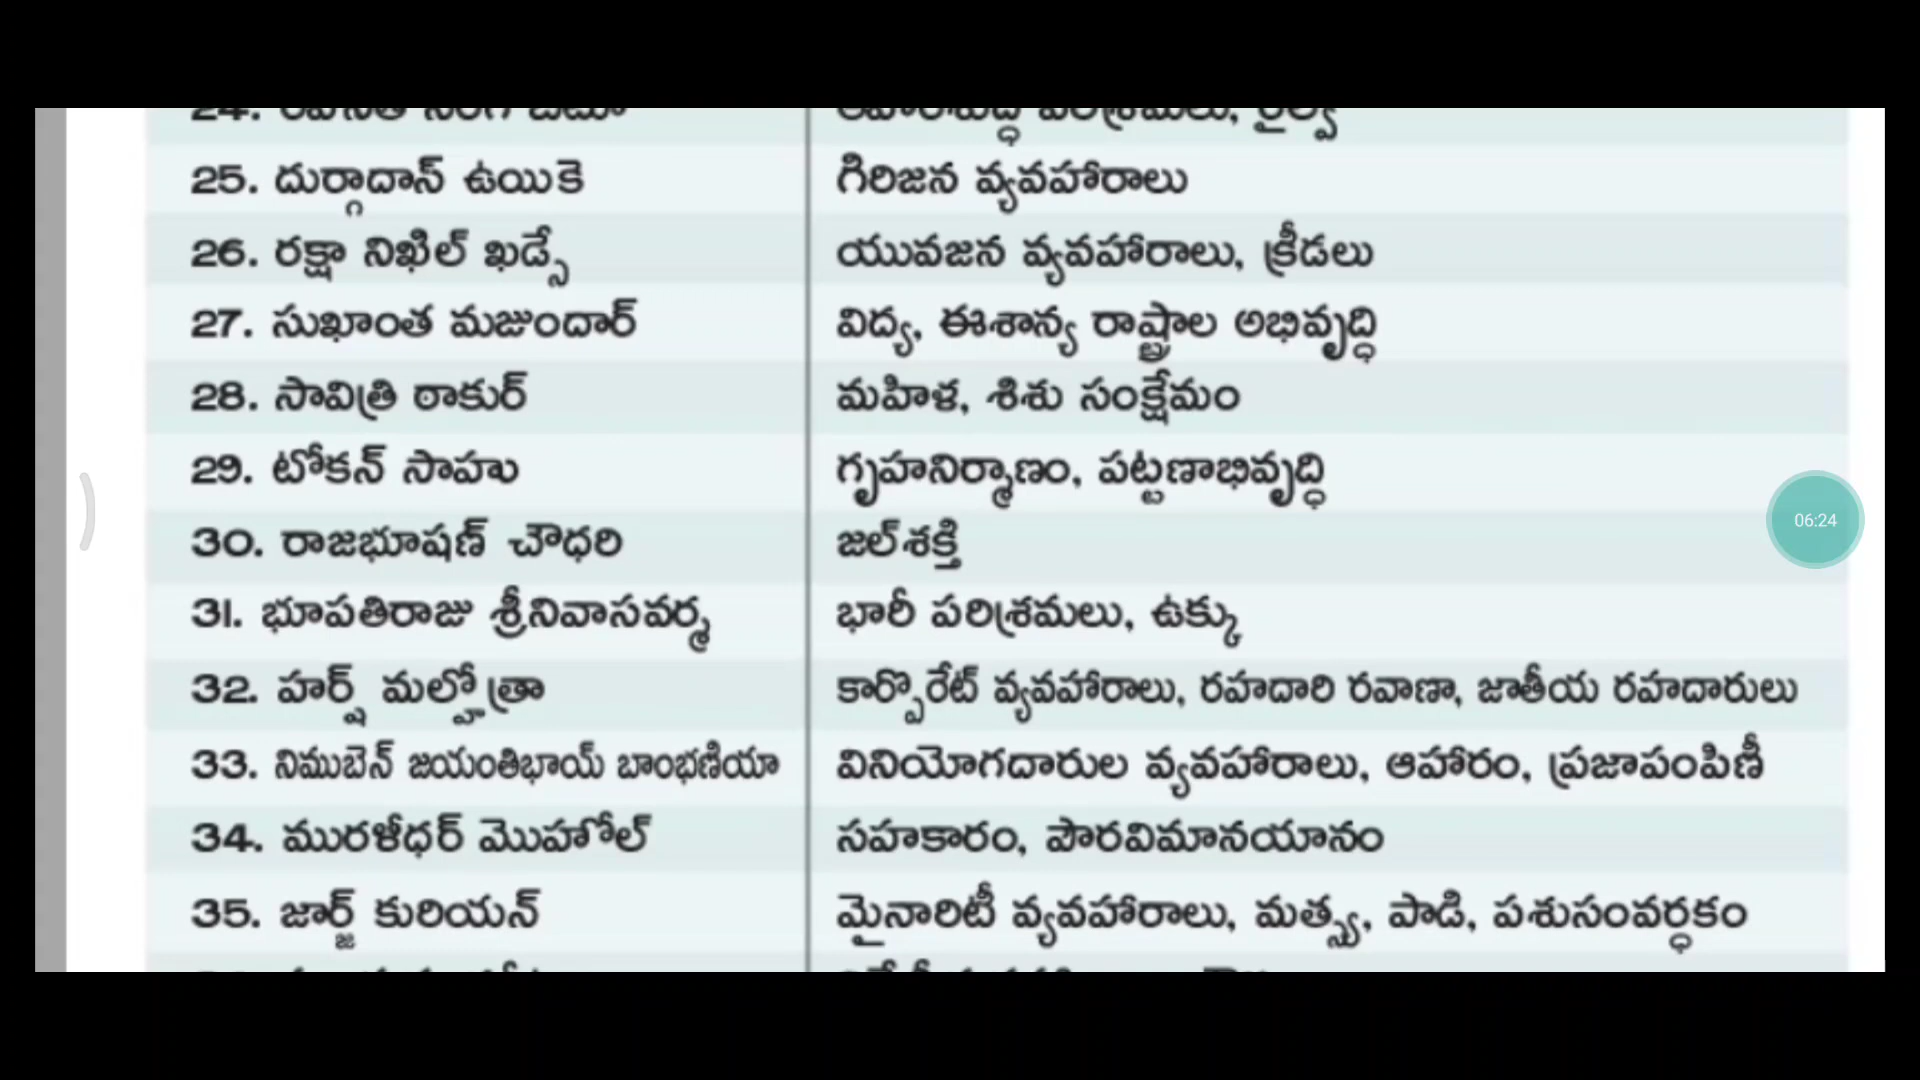 25. దుర్గాదాస్ ఉయికె గిరిజన వ్యవహారాలు
26. రక్షా నిఖిల్ ఖడ్సే యువజన వ్యవహారాలు, క్రీడలు
27. సుఖాంత మజుందార్ విద్య, ఈశాన్య రాష్ట్రాల అభివృద్ధి
28. సావిత్రి ఠాకుర్ మహిళ, శిశు సంక్షేమం
29. టోకన్ సాహు గృహనిర్మాణం, పట్టణాభివృద్ధి
30. రాజభూషణ్ చౌధరి జల్‌శక్తి
06:24
31. భూపతిరాజు శ్రీనివాసవర్మ భారీ పరిశ్రమలు, ఉక్కు
32. హర్ష్ మల్హోత్రా కార్పొరేట్ వ్యవహారాలు, రహదారి రవాణా, జాతీయ రహదారులు
33. నిముబెన్ జయంతిభాయ్ బాంభణియా వినియోగదారుల వ్యవహారాలు, ఆహారం, ప్రజాపంపిణీ
34. మురళీధర్ మొహోల్ సహకారం, పౌరవిమానయానం
35. జార్జ్ కురియన్ మైనారిటీ వ్యవహారాలు, మత్స్య, పాడి, పశుసంవర్ధకం